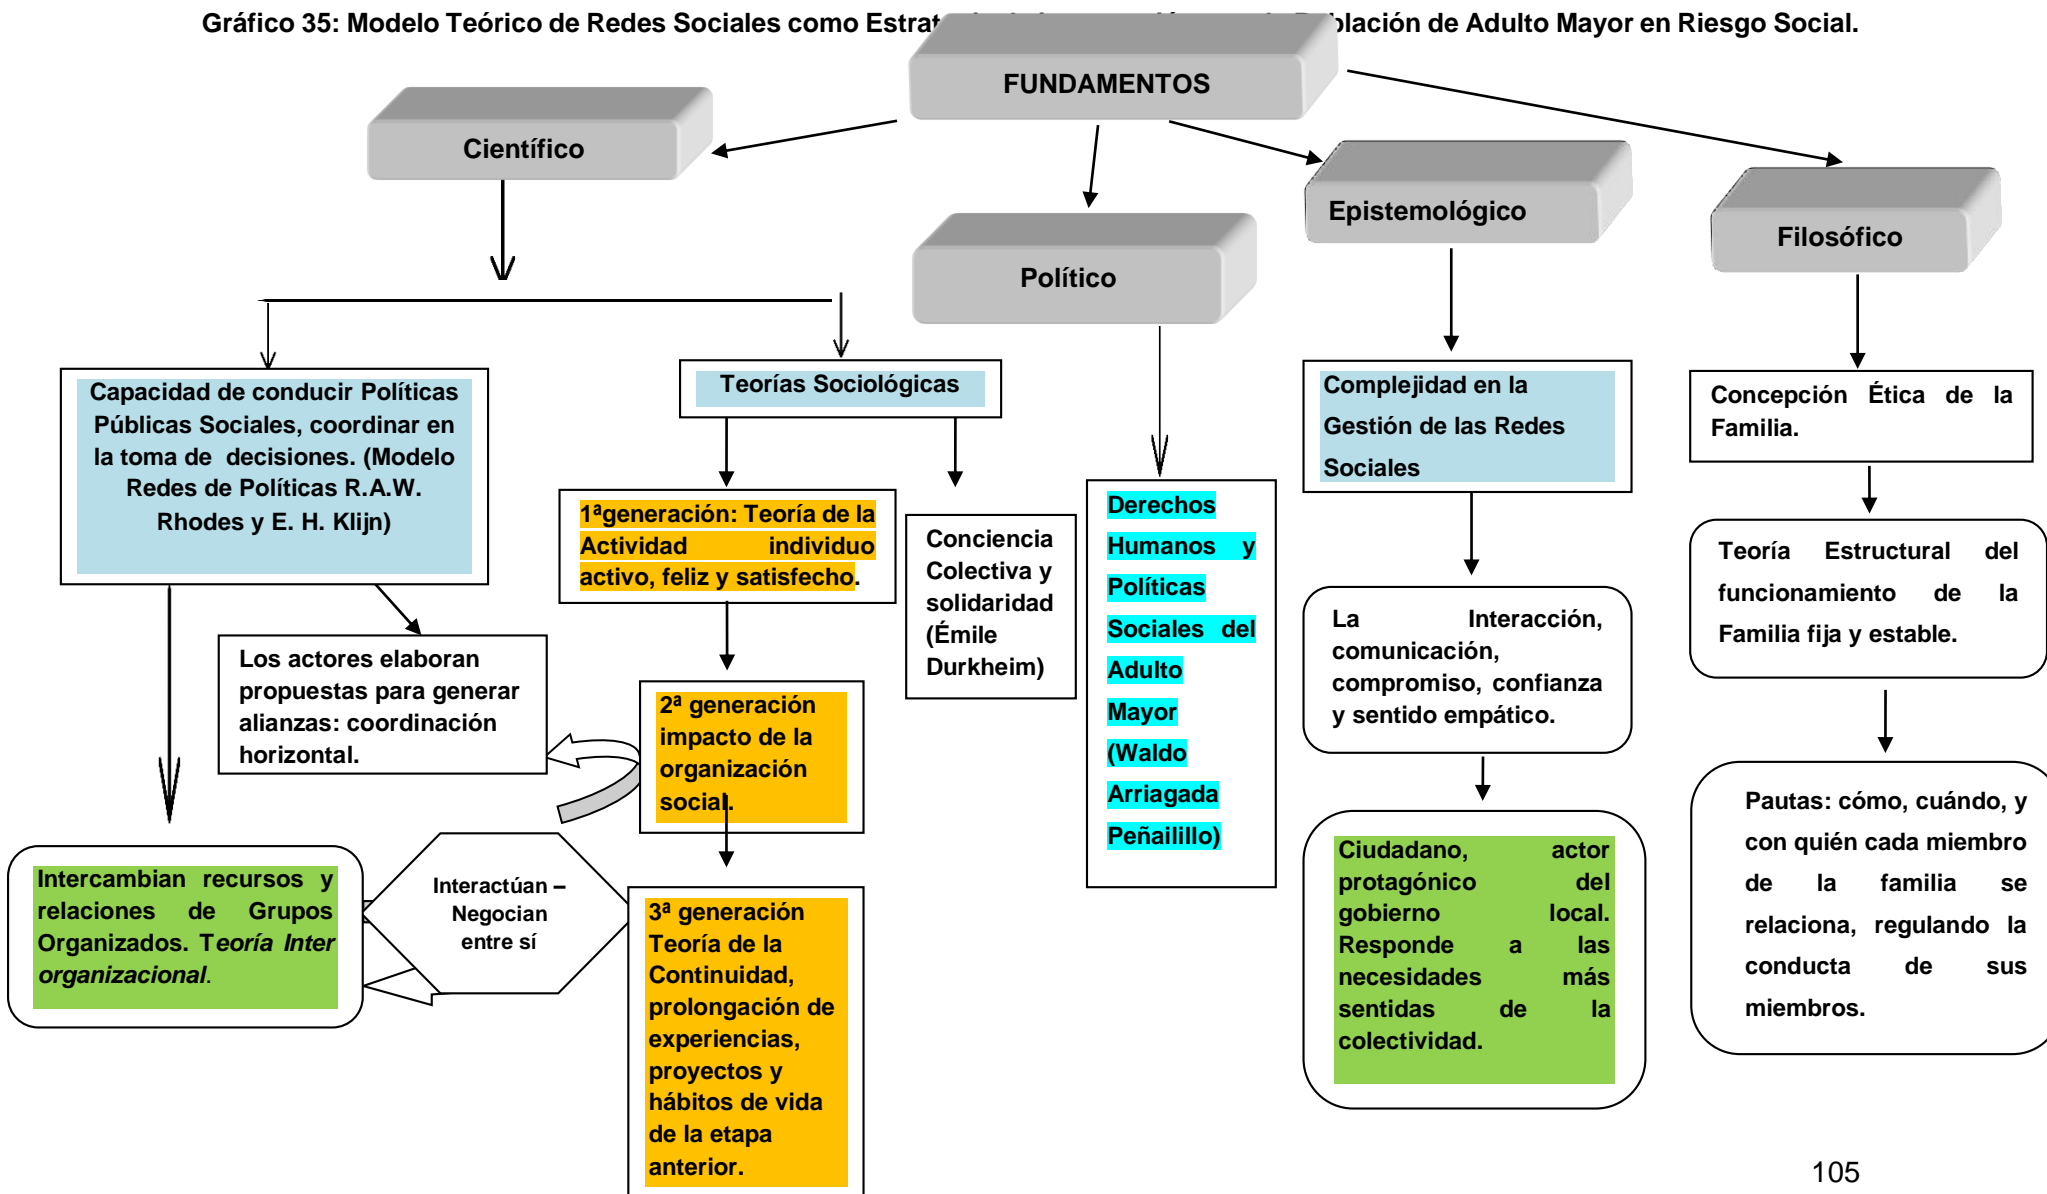 Gráfico 35: Modelo Teórico de Redes Sociales como Población de Adulto Mayor en Riesgo Social.
FUNDAMENTOS
Científico
Político
Epistemológico
Filosófico
Capacidad de conducir Políticas
Públicas Sociales, coordinar en
la toma de decisiones. (Modelo
Redes de Políticas R.A.W.
Rhodes y E. H. Klijn)
Los actores elaboran
propuestas para generar
alianzas: coordinación
horizontal.
Intercambian recursos y
relaciones de Grupos
Organizados. Teoría Inter
organizacional.
Interactúan –
Negocian
entre sí
Teorías Sociológicas
1ªgeneración: Teoría de la
Actividad individuo
activo, feliz y satisfecho.
2ª generación
impacto de la
organización
social.
3ª generación
Teoría de la
Continuidad,
prolongación de
experiencias,
proyectos y
hábitos de vida
de la etapa
anterior.
Conciencia
Colectiva y
solidaridad
(Émile
Durkheim)
Derechos
Humanos y
Políticas
Sociales del
Adulto
Mayor
(Waldo
Arriagada
Peñailillo)
Complejidad en la
Gestión de las Redes
Sociales
La Interacción,
comunicación,
compromiso, confianza
y sentido empático.
Ciudadano, actor
protagónico del
gobierno local.
Responde a las
necesidades más
sentidas de la
colectividad.
Concepción Ética de la
Familia.
Teoría Estructural del
funcionamiento de la
Familia fija y estable.
Pautas: cómo, cuándo, y
con quién cada miembro
de la familia se
relaciona, regulando la
conducta de sus
miembros.
105